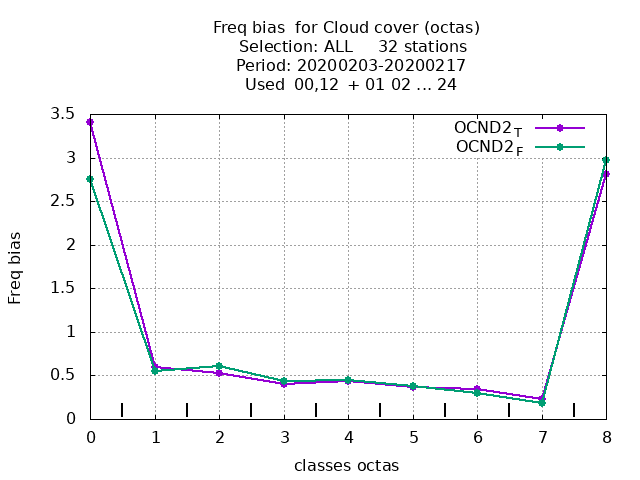 Freq bias  for Cloud cover (octas)
Selection: ALL     32 stations
Period: 20200203-20200217
Used  00,12  + 01 02 ... 24
OCND2_T
OCND2_F
3.5
3
2.5
2
1.5
1
0.5
0
Freq bias
0 1 2 3 4 5 6 7 8
classes octas